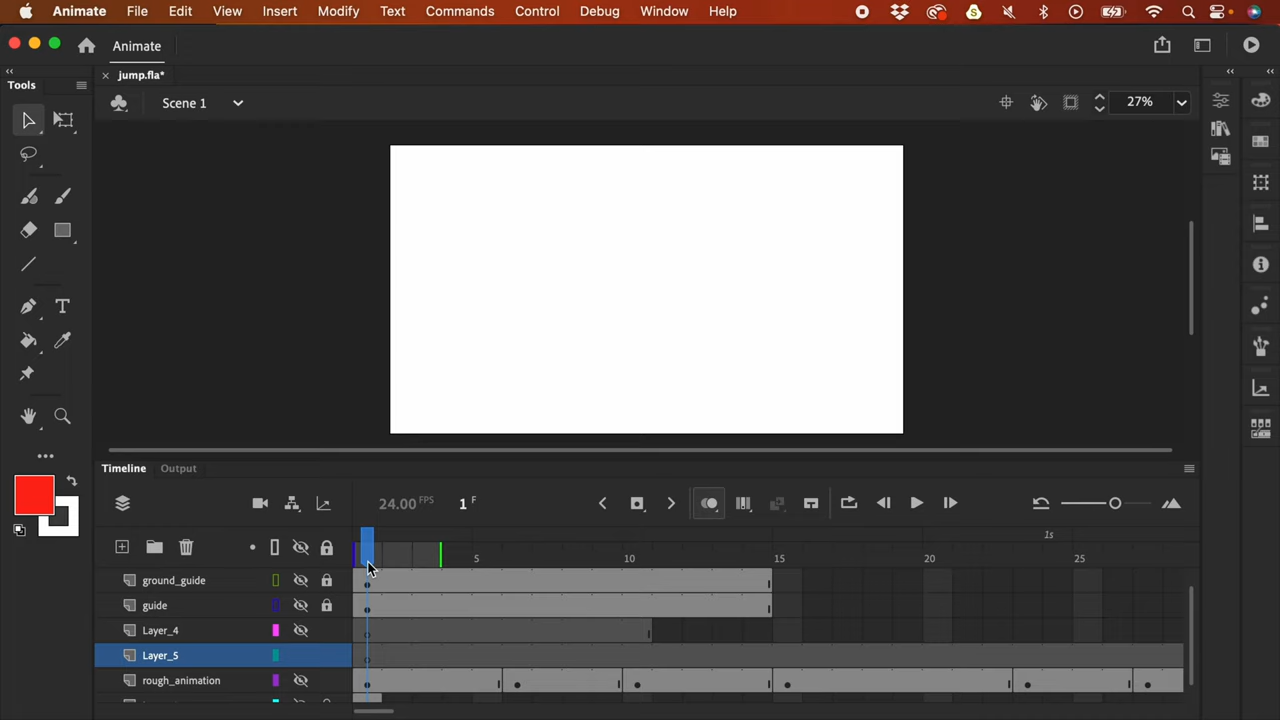 Animate File Edit View Insert Modify Text Commands Control Debug Window Help
Animate
Tools
jump.fla*
Scene 1
27%
Timeline Output
24.00 FPS 1 F
1s
5 10 15 20 25
ground_guide
guide
Layer_4
Layer_5
rough_animation